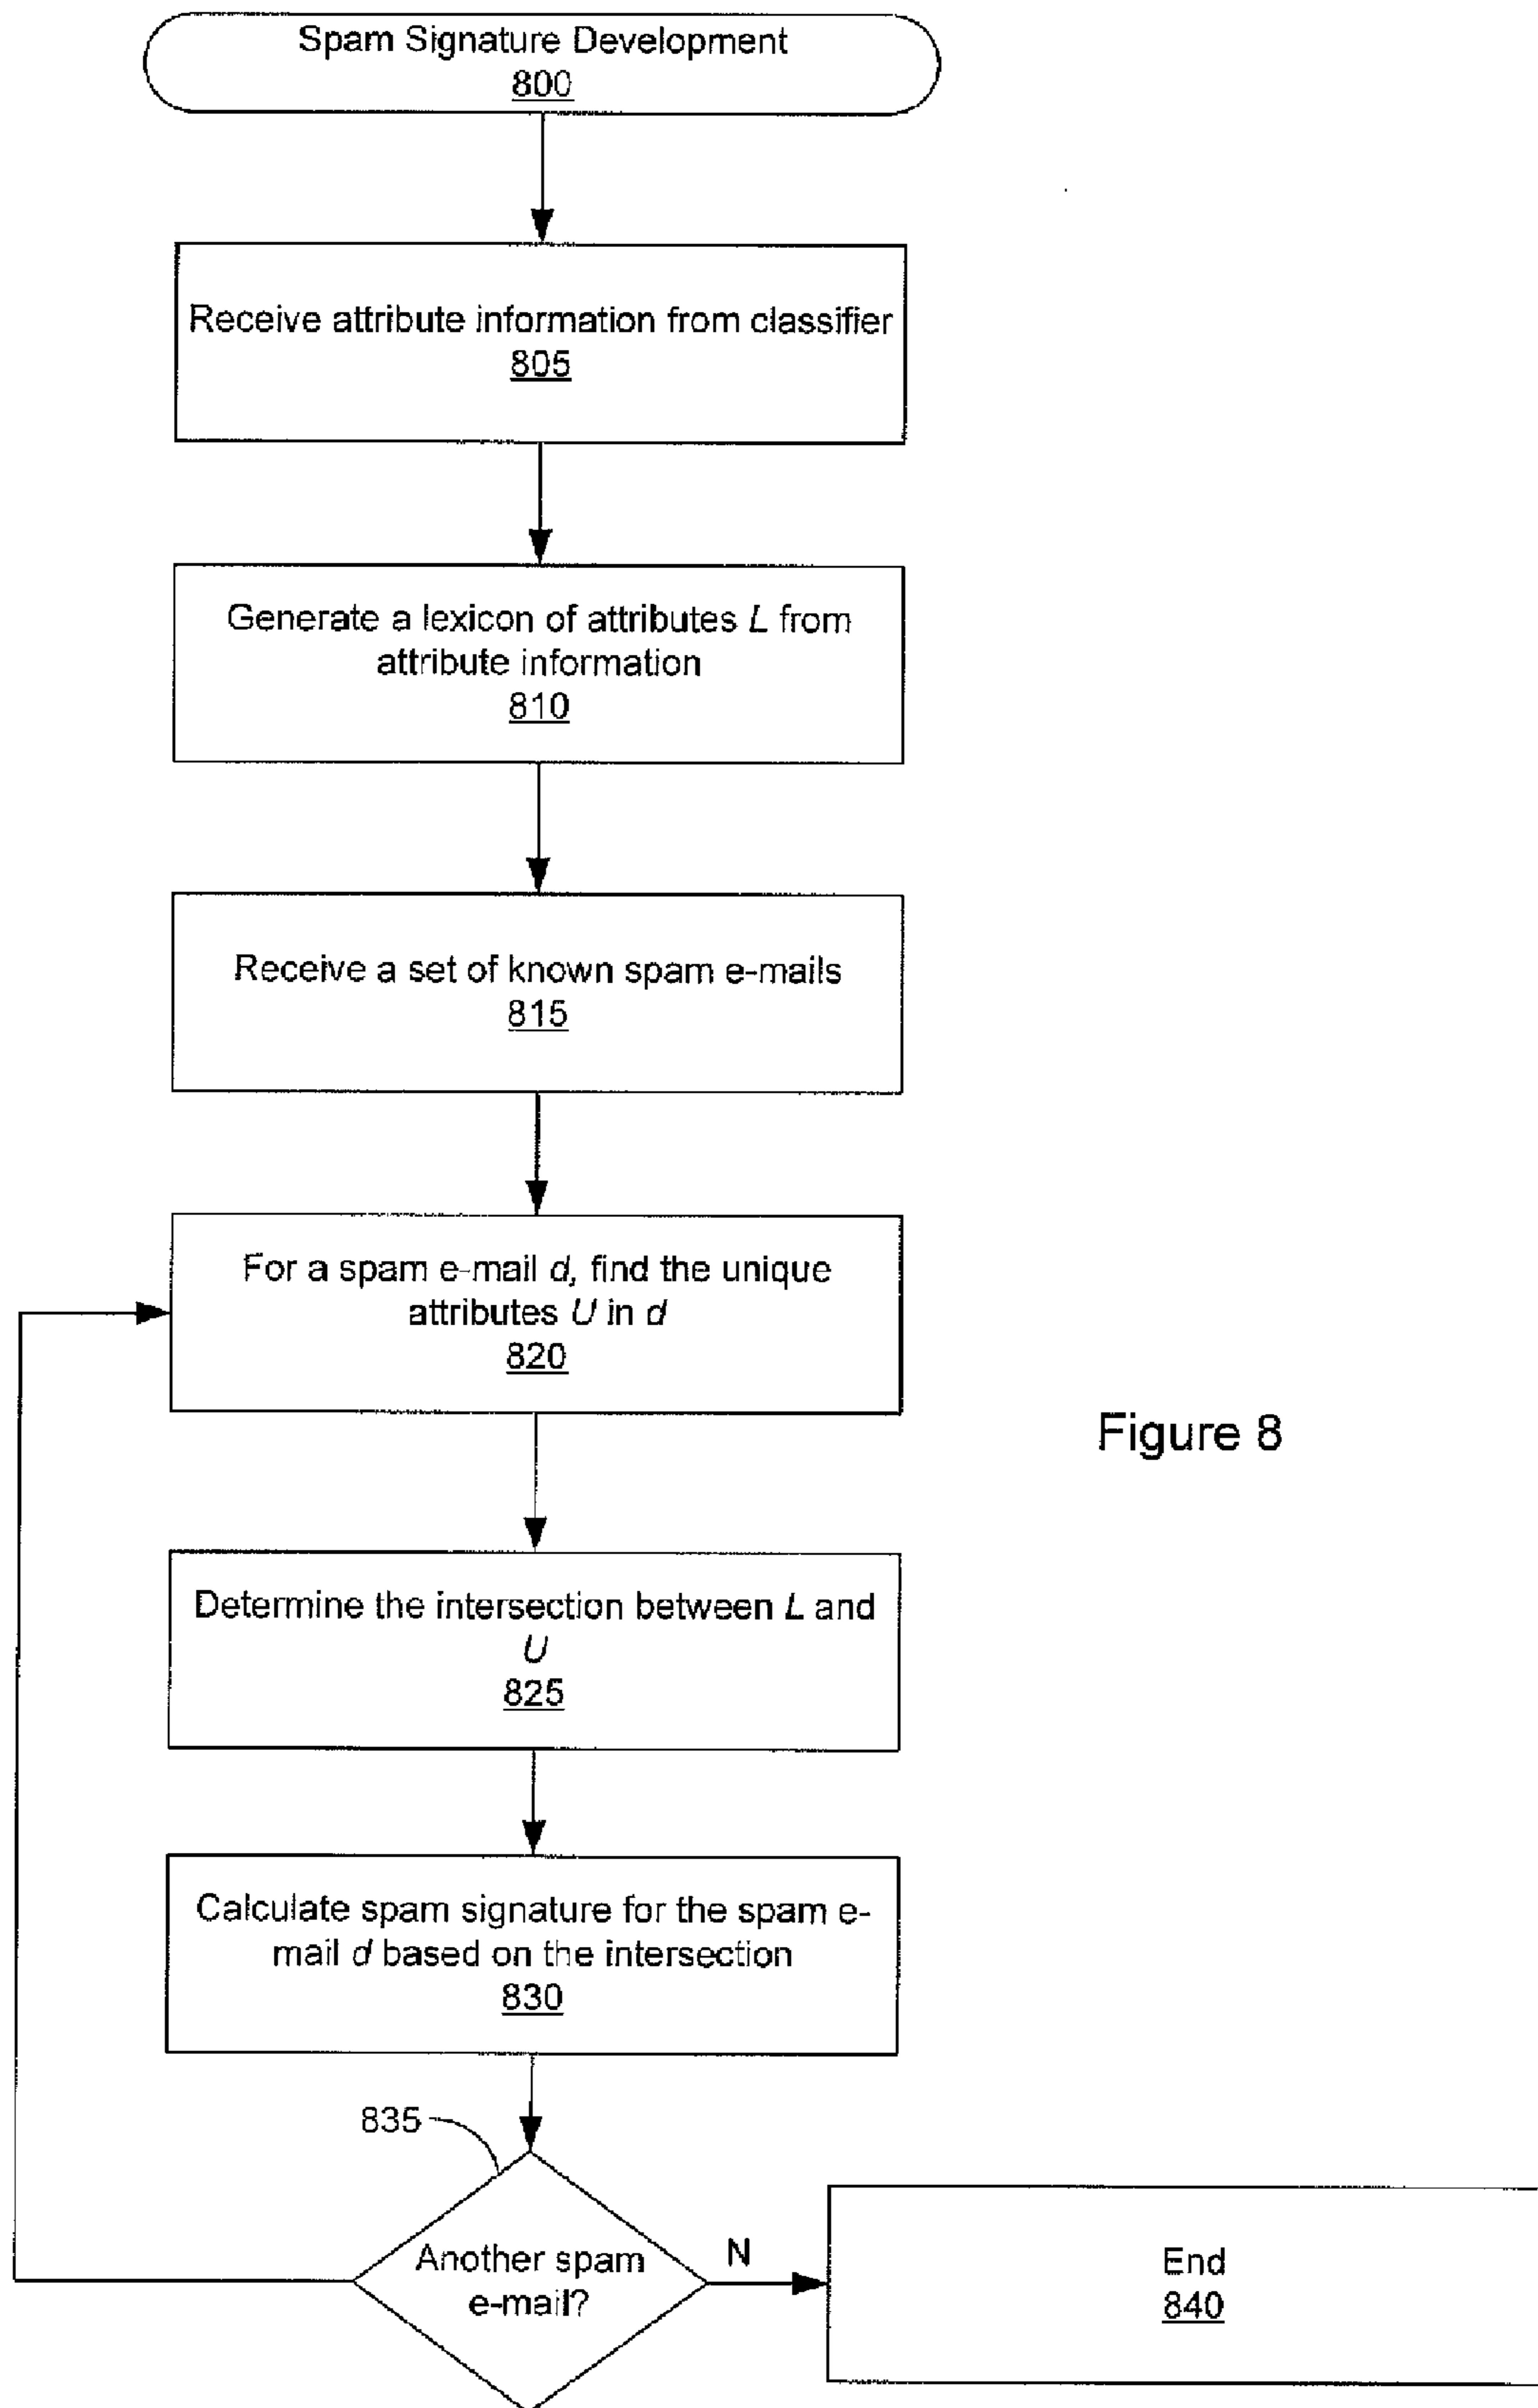 Spam Signature Development
800
Receive attribute information from classifier
805
Generate a lexicon of attributes L from
attribute information
810
Receive a set of known spam e-mails
815
For a spam e-mail d, find the unique
attributes U in d
820
Figure 8
Determine the intersection between L and
U
825
Calculate spam signature for the spam e-
mail d based on the intersection
830
835
Another spam
e-mail?
N
End
840